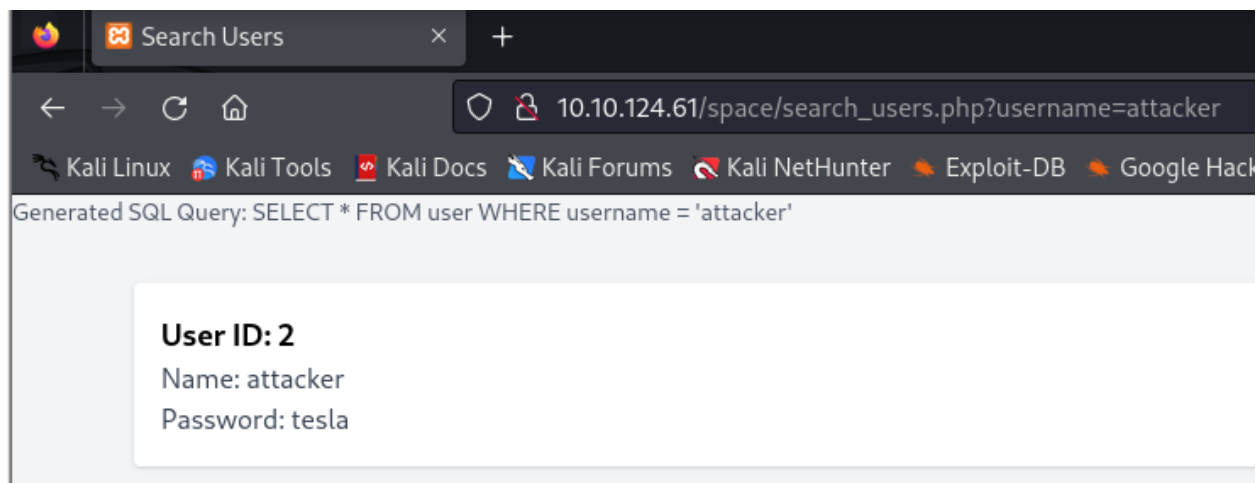 Search Users
10.10.124.61/space/search_users.php?username=attacker
Kali Linux Kali Tools Kali Docs Kali Forums Kali NetHunter Exploit-DB Google Hack
Generated SQL Query: SELECT * FROM user WHERE username = 'attacker'
User ID: 2
Name: attacker
Password: tesla